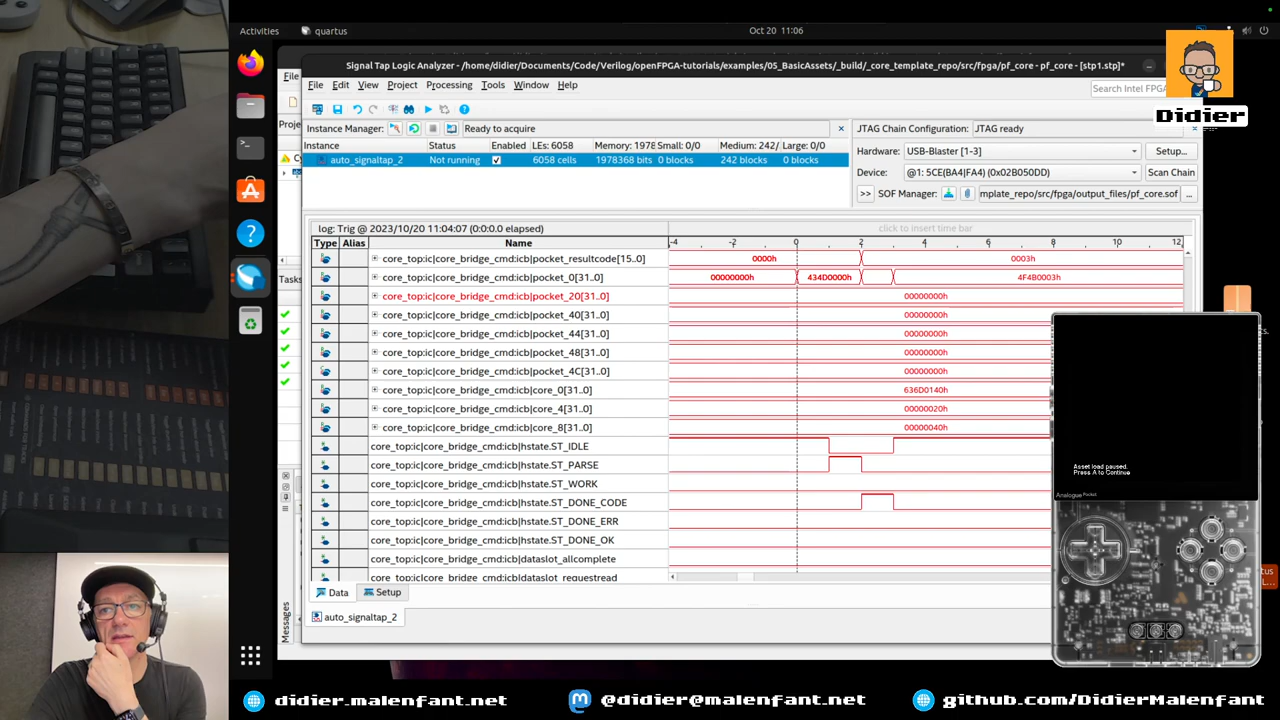 Activities
quartus
Oct 20 11:06
Signal Tap Logic Analyzer - /home/didier/Documents/Code/Verilog/openFPGA-tutorials/examples/05_BasicAssets/_build/_core_template_repo/src/fpga/pf_core - pf_core - [stp1.stp]*
File
File Edit View Project Processing Tools Window Help
Search Intel FPGA
Didier
Instance Manager: Ready to acquire
JTAG Chain Configuration: JTAG ready
Instance Status Enabled LEs: 6058 Memory: 1978 Small: 0/0 Medium: 242/ Large: 0/0
auto_signaltap_2 Not running 6058 cells 1978368 bits 0 blocks 242 blocks 0 blocks
Hardware: USB-Blaster [1-3] Setup...
Device: @1: 5CE(BA4|FA4) (0x02B050DD) Scan Chain
>> SOF Manager: mplate_repo/src/fpga/output_files/pf_core.sof ...
Tasks
log: Trig @ 2023/10/20 11:04:07 (0:0:0.0 elapsed)
click to insert time bar
Type Alias Name -4 -2 0 2 4 6 8 10 12
core_top:ic|core_bridge_cmd:icb|pocket_resultcode[15..0] 0000h 0003h
core_top:ic|core_bridge_cmd:icb|pocket_0[31..0] 00000000h 434D0000h 4F4B0003h
core_top:ic|core_bridge_cmd:icb|pocket_20[31..0] 00000000h
core_top:ic|core_bridge_cmd:icb|pocket_40[31..0] 00000000h
core_top:ic|core_bridge_cmd:icb|pocket_44[31..0] 00000000h
core_top:ic|core_bridge_cmd:icb|pocket_48[31..0] 00000000h
core_top:ic|core_bridge_cmd:icb|pocket_4C[31..0] 00000000h
core_top:ic|core_bridge_cmd:icb|core_0[31..0] 636D0140h
core_top:ic|core_bridge_cmd:icb|core_4[31..0] 00000020h
core_top:ic|core_bridge_cmd:icb|core_8[31..0] 00000040h
core_top:ic|core_bridge_cmd:icb|hstate.ST_IDLE
core_top:ic|core_bridge_cmd:icb|hstate.ST_PARSE
core_top:ic|core_bridge_cmd:icb|hstate.ST_WORK
core_top:ic|core_bridge_cmd:icb|hstate.ST_DONE_CODE
core_top:ic|core_bridge_cmd:icb|hstate.ST_DONE_ERR
core_top:ic|core_bridge_cmd:icb|hstate.ST_DONE_OK
core_top:ic|core_bridge_cmd:icb|dataslot_allcomplete
core_top:ic|core_bridge_cmd:icb|dataslot_requestread
Asset load paused.
Press A to Continue
Analogue Pocket
Data Setup
auto_signaltap_2
Messages
didier.malenfant.net
@didier@malenfant.net
github.com/DidierMalenfant